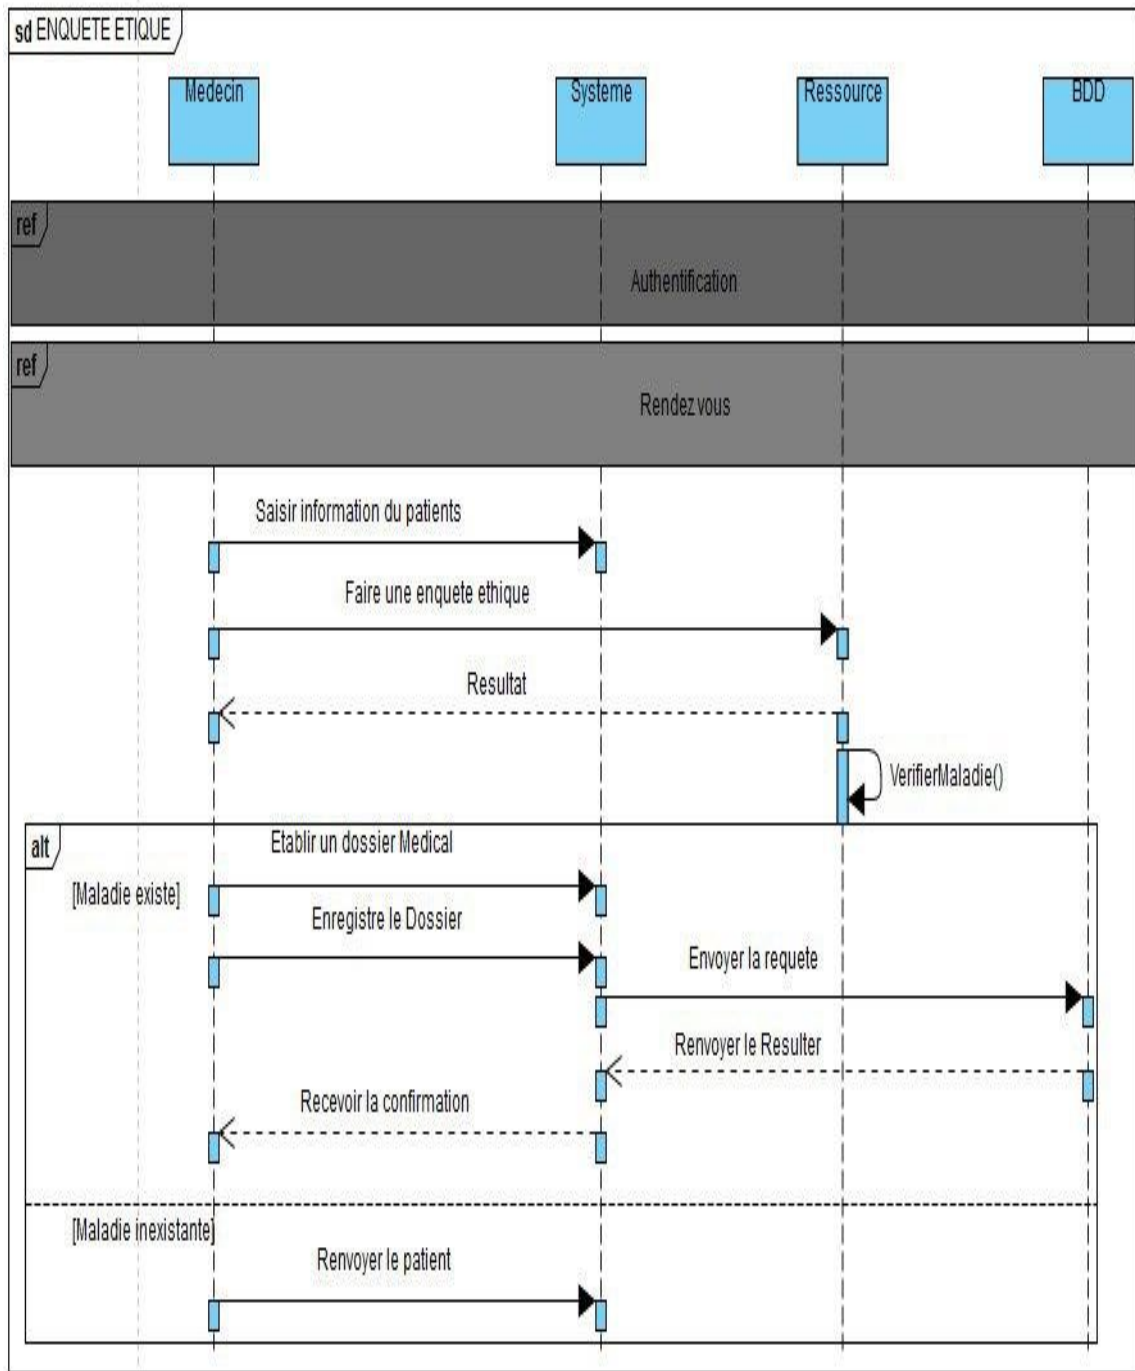 sd ENQUETE ETIQUE
Medecin
Systeme
Ressource
BDD
ref
Authentification
ref
Rendez vous
Saisir information du patients
Faire une enquete ethique
Resultat
VerifierMaladie()
alt
Etablir un dossier Medical
[Maladie existe]
Enregistre le Dossier
Envoyer la requete
Renvoyer le Resulter
Recevoir la confirmation
[Maladie inexistante]
Renvoyer le patient